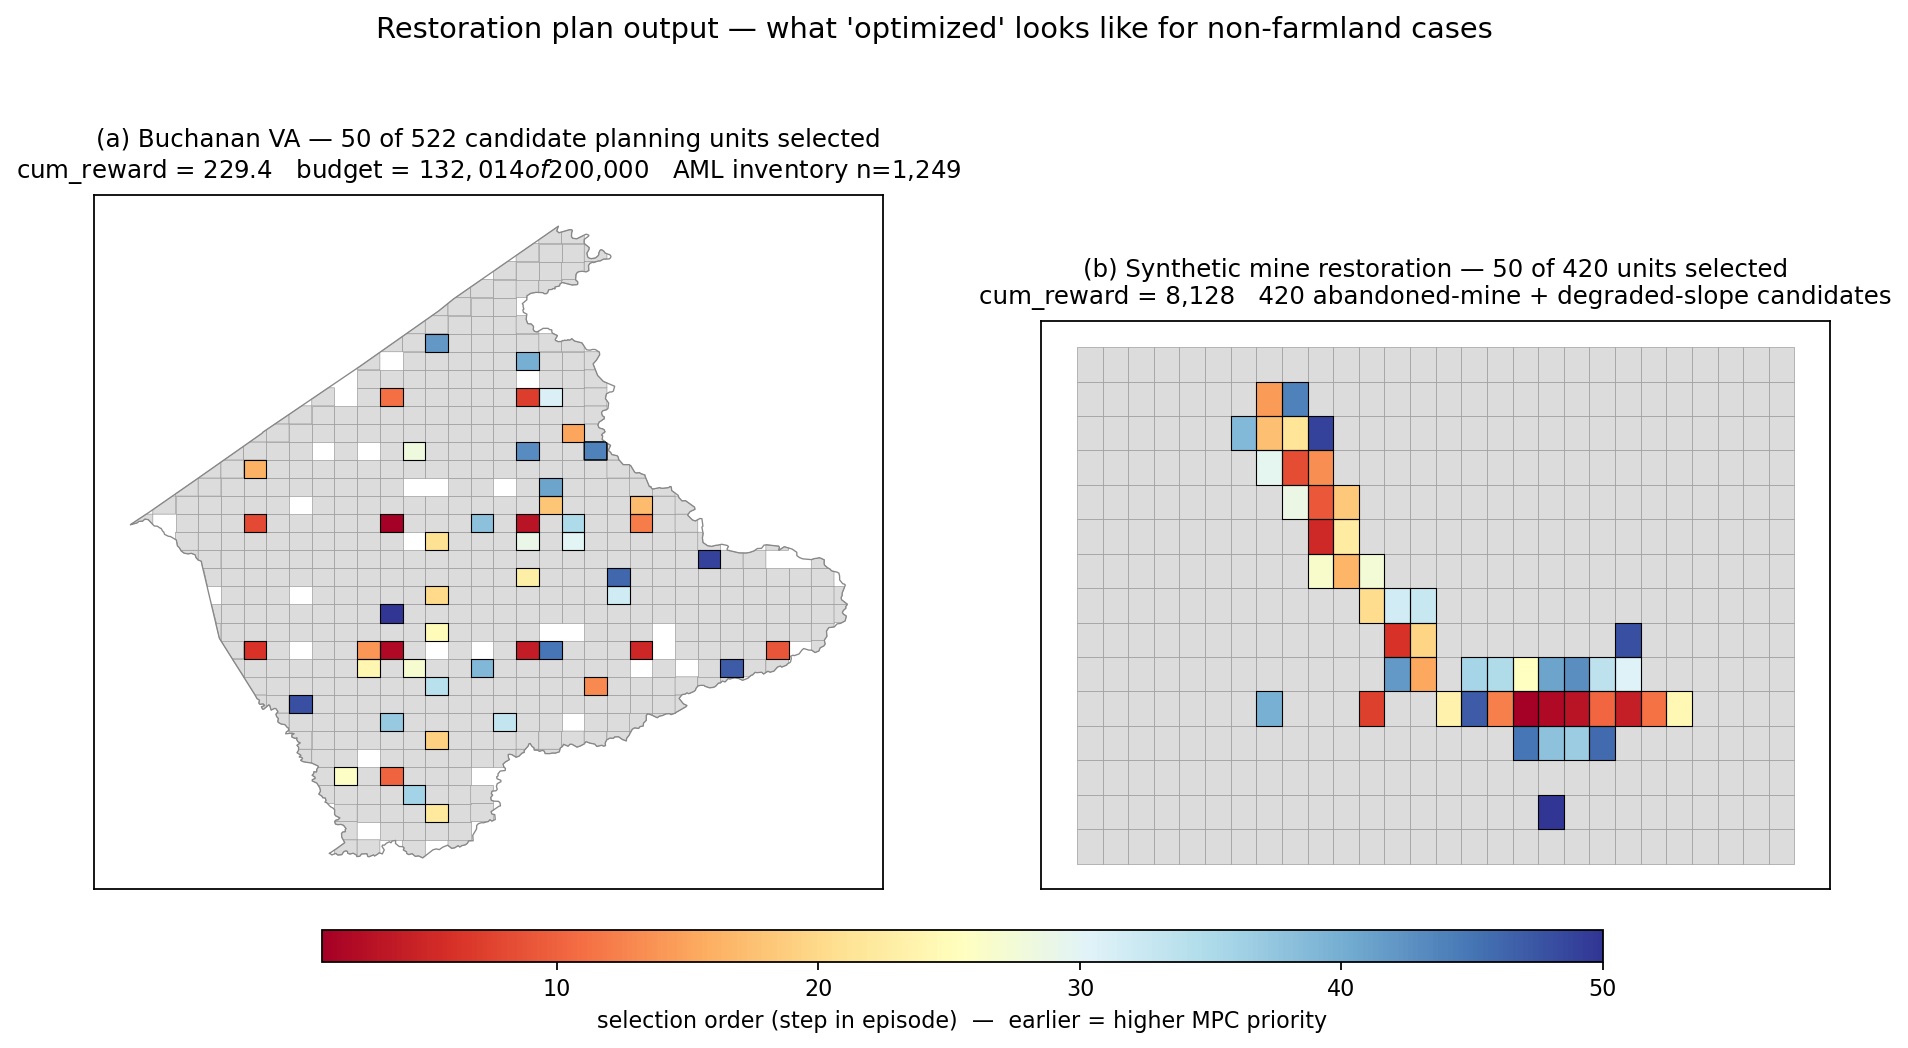 Restoration plan output — what 'optimized' looks like for non-farmland cases
(a) Buchanan VA — 50 of 522 candidate planning units selected
cum_reward = 229.4 budget = 132,014of200,000 AML inventory n=1,249
(b) Synthetic mine restoration — 50 of 420 units selected
cum_reward = 8,128 420 abandoned-mine + degraded-slope candidates
10 20 30 40 50
selection order (step in episode) — earlier = higher MPC priority